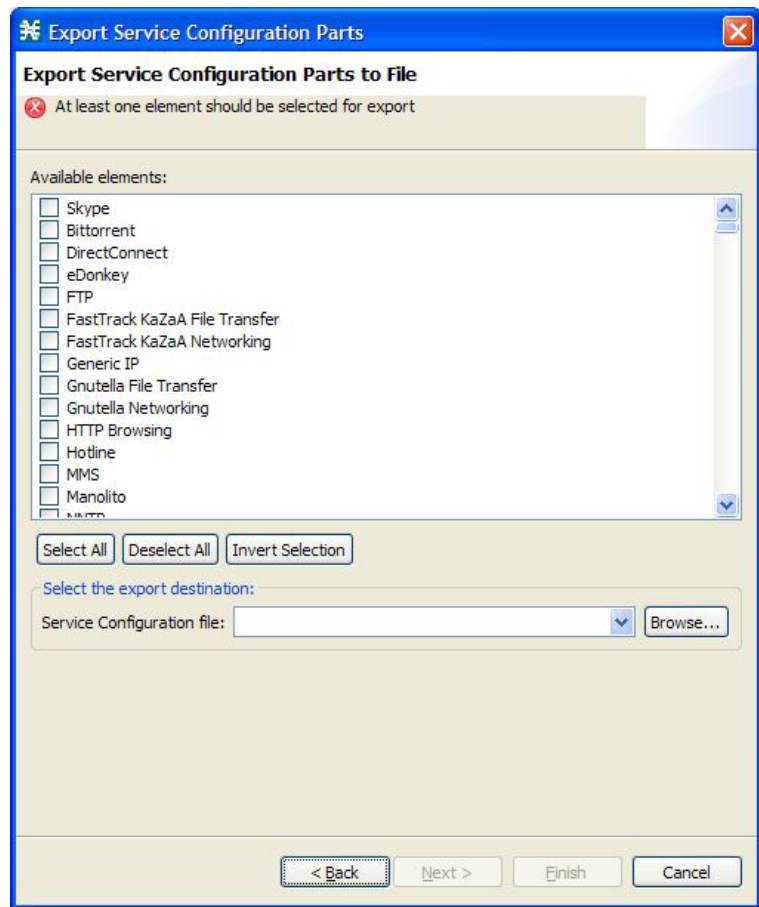 Export Service Configuration Parts
Export Service Configuration Parts to File
At least one element should be selected for export
Available elements:
Skype
Bittorrent
DirectConnect
eDonkey
FTP
FastTrack KaZaA File Transfer
FastTrack KaZaA Networking
Generic IP
Gnutella File Transfer
Gnutella Networking
HTTP Browsing
Hotline
MMS
Manolito
Select All Deselect All Invert Selection
Select the export destination:
Service Configuration file: Browse...
< Back Next > Finish Cancel